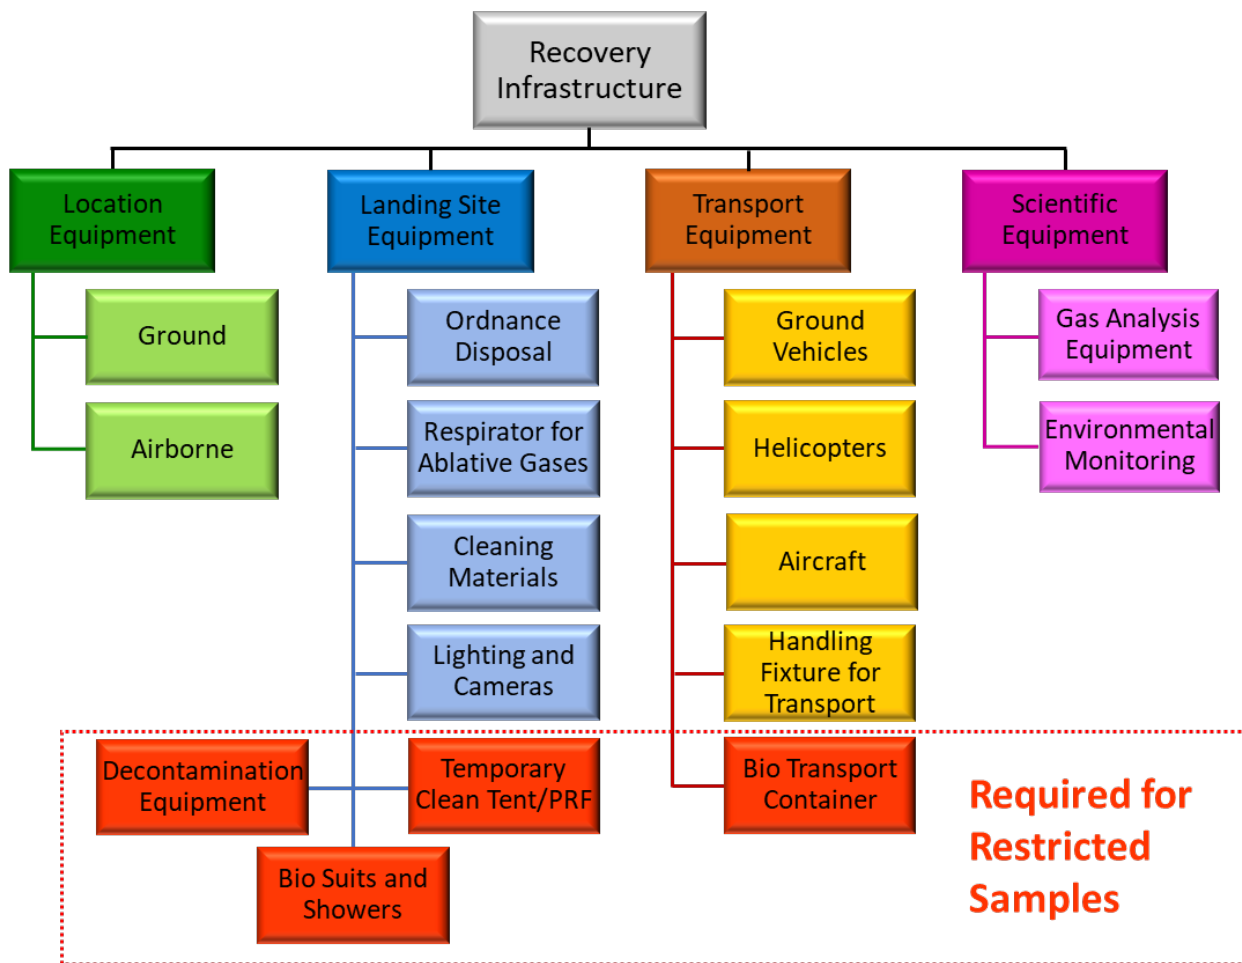 Recovery
Infrastructure
Location
Equipment
Landing Site
Equipment
Transport
Equipment
Scientific
Equipment
Ground
Airborne
Ordnance
Disposal
Respirator for
Ablative Gases
Cleaning
Materials
Lighting and
Cameras
Ground
Vehicles
Helicopters
Aircraft
Handling
Fixture for
Transport
Gas Analysis
Equipment
Environmental
Monitoring
Decontamination
Equipment
Temporary
Clean Tent/PRF
Bio Suits and
Showers
Bio Transport
Container
Required for
Restricted
Samples